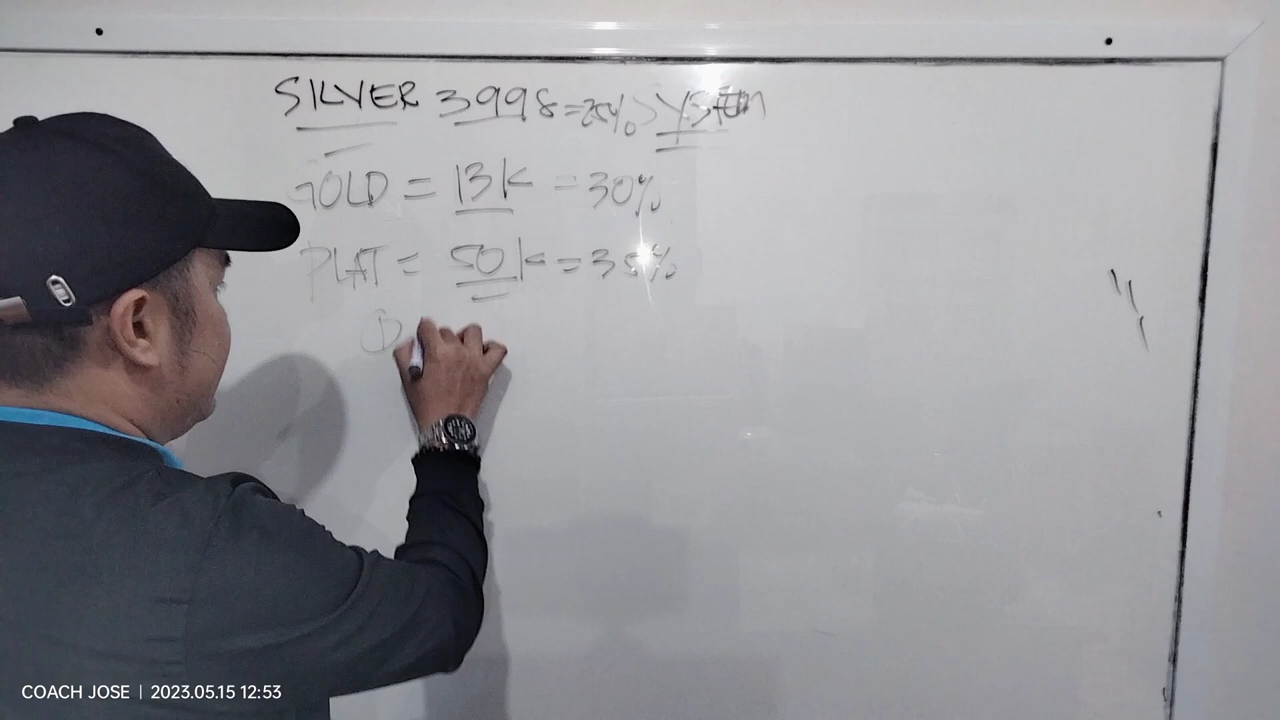 SILVER 3998 = 25% SYSTEM
GOLD = 13K = 30%
PLAT = 50K = 35%
D
COACH JOSE | 2023.05.15 12:53